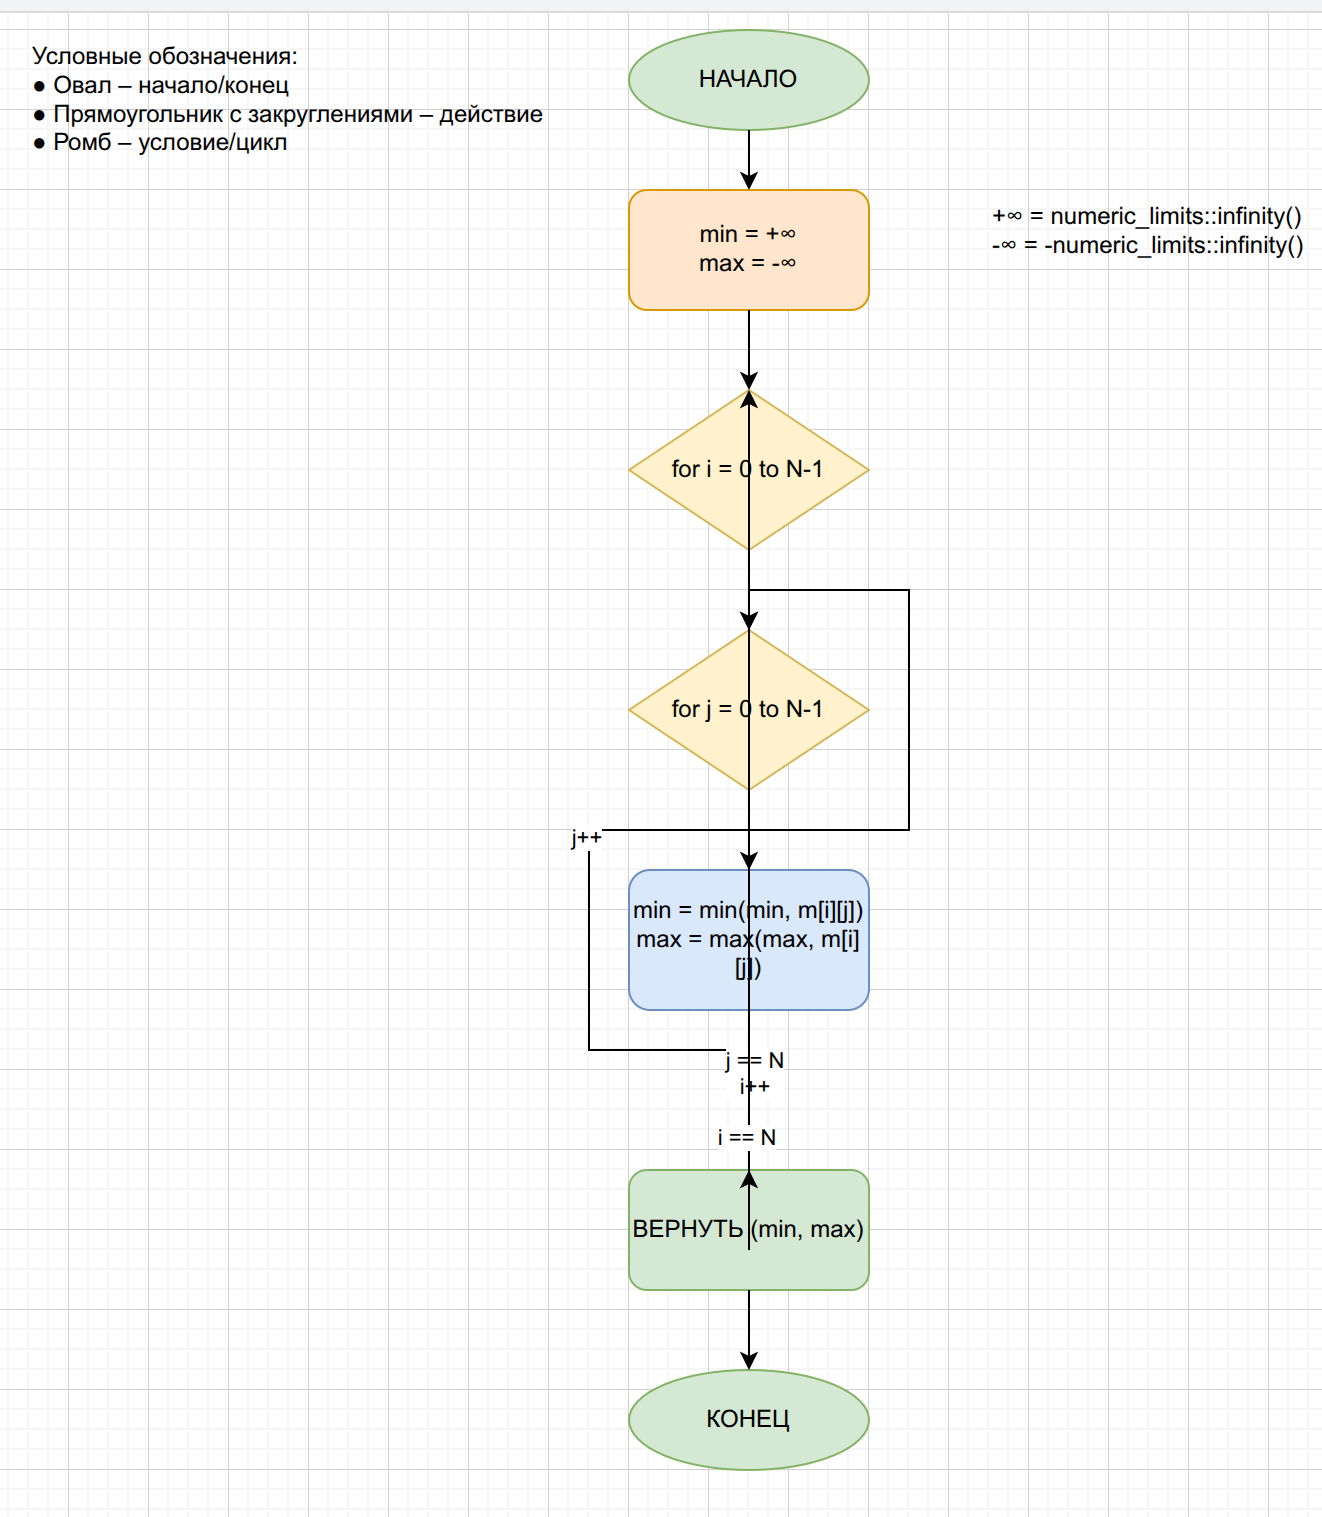 Условные обозначения:
● Овал – начало/конец
● Прямоугольник с закруглениями – действие
● Ромб – условие/цикл
НАЧАЛО
min = +∞
max = -∞
+∞ = numeric_limits::infinity()
-∞ = -numeric_limits::infinity()
for i = 0 to N-1
for j = 0 to N-1
j++
min = min(min, m[i][j])
max = max(max, m[i]
[j])
j == N
i++
i == N
ВЕРНУТЬ (min, max)
КОНЕЦ